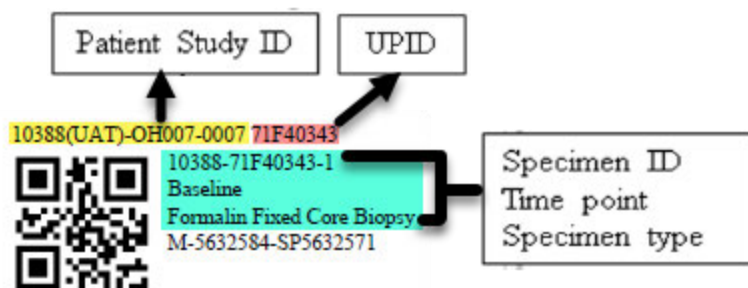 Patient Study ID
UPID
10388(UAT)-OH007-0007 71F40343
10388-71F40343-1
Baseline
Formalin Fixed Core Biopsy
M-5632584-SP5632571
Specimen ID
Time point
Specimen type